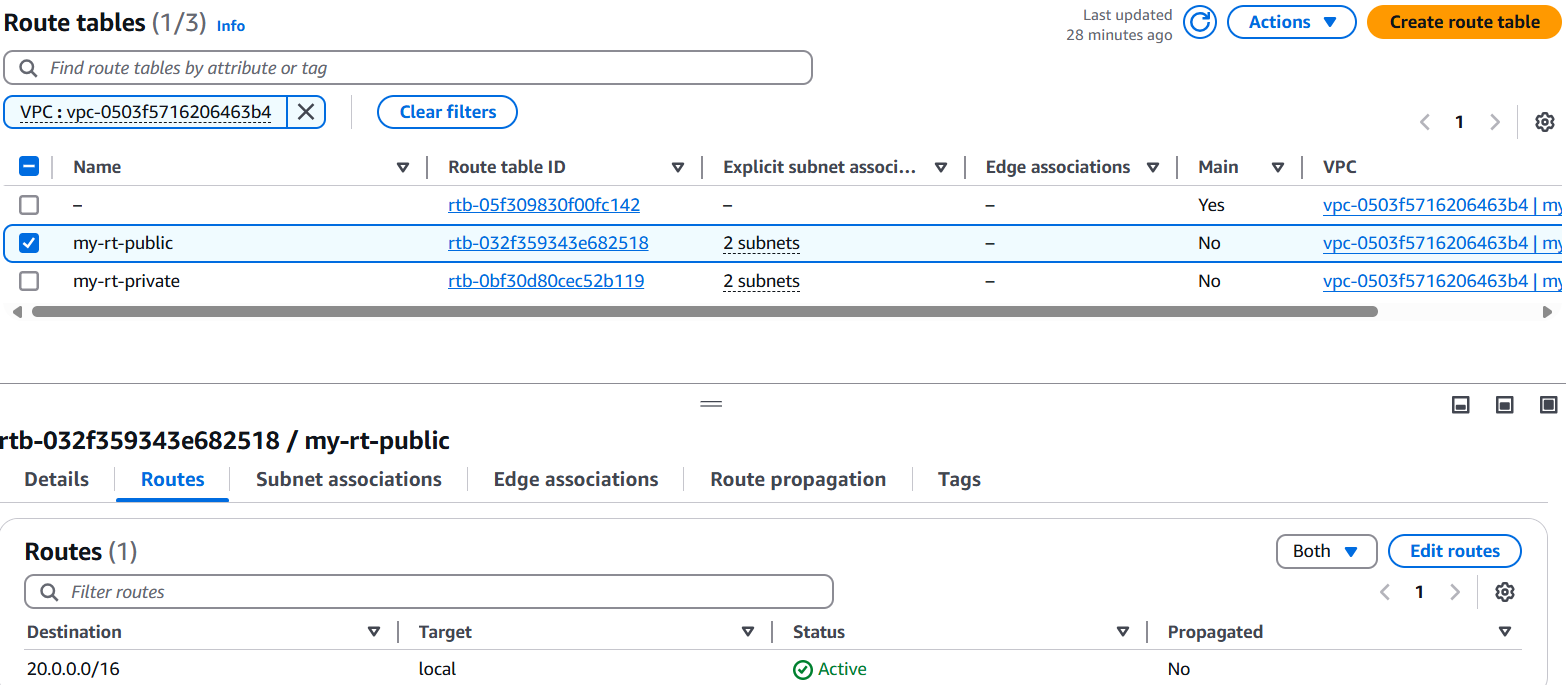 Route tables (1/3) Info
Last updated
28 minutes ago
Actions
Create route table
Find route tables by attribute or tag
VPC : vpc-0503f5716206463b4
Clear filters
1
Name Route table ID Explicit subnet associ... Edge associations Main VPC
– rtb-05f309830f00fc142 – – Yes vpc-0503f5716206463b4 | my
my-rt-public rtb-032f359343e682518 2 subnets – No vpc-0503f5716206463b4 | my
my-rt-private rtb-0bf30d80cec52b119 2 subnets – No vpc-0503f5716206463b4 | my
rtb-032f359343e682518 / my-rt-public
Details Routes Subnet associations Edge associations Route propagation Tags
Routes (1)
Both
Edit routes
Filter routes
1
Destination Target Status Propagated
20.0.0.0/16 local Active No